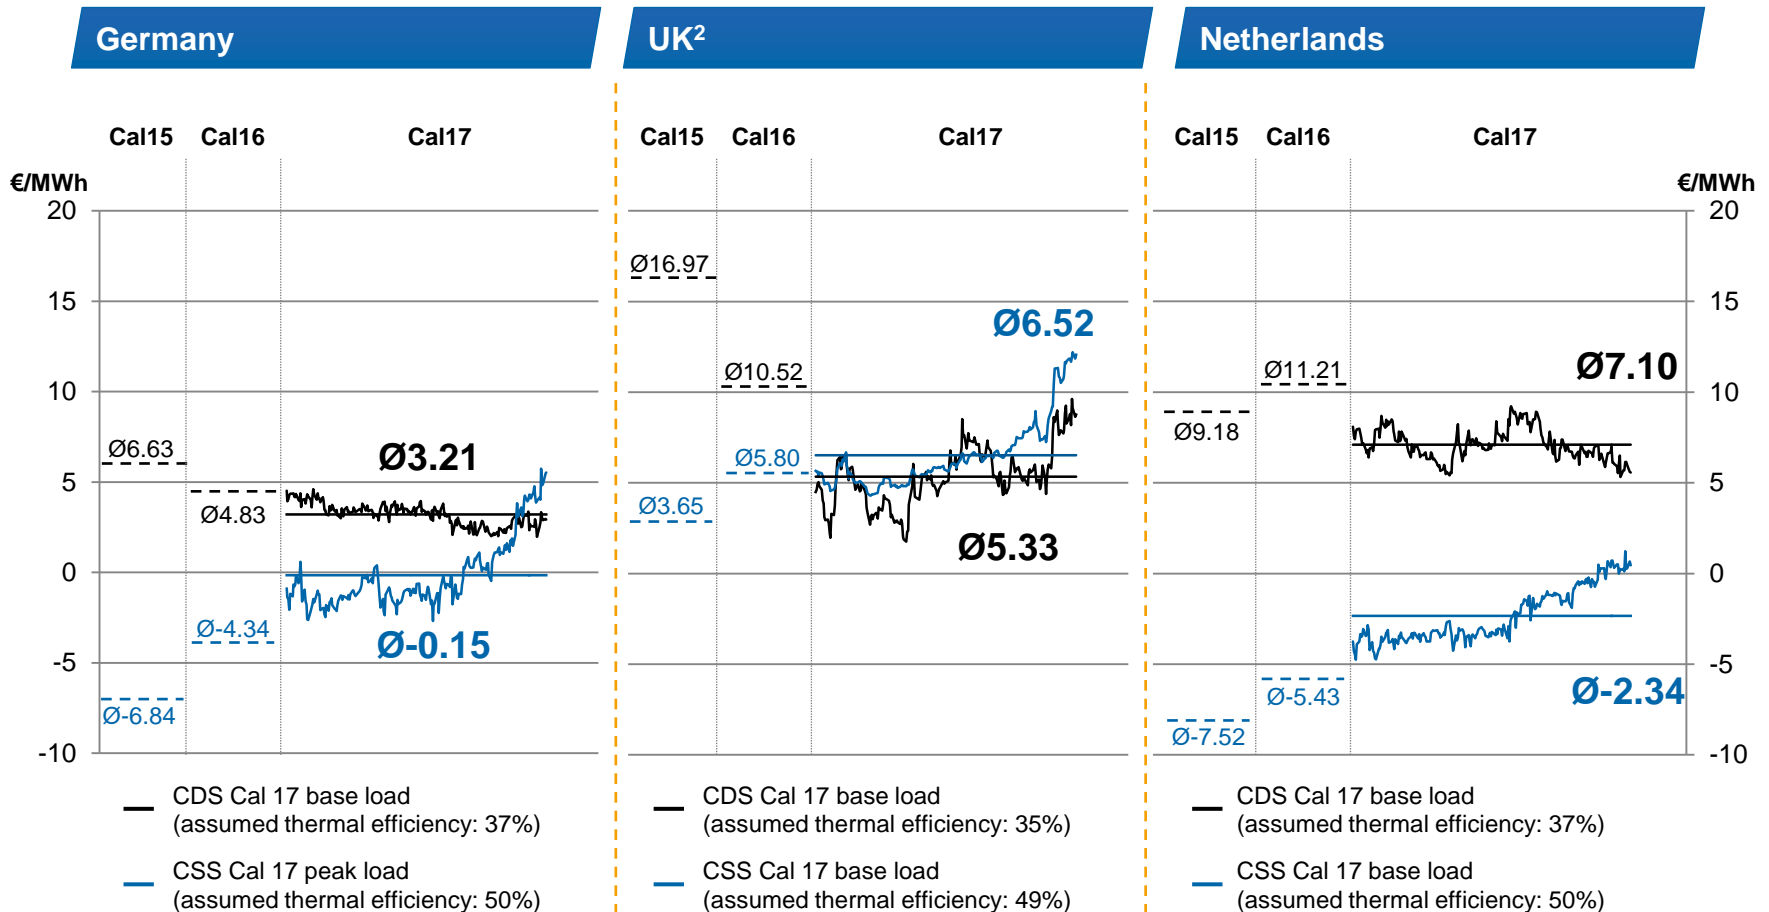 Germany
UK²
Netherlands
Cal15 Cal16 Cal17
Cal15 Cal16 Cal17
Cal15 Cal16 Cal17
€/MWh
€/MWh
20
15
10
5
0
-5
-10
Ø6.63
Ø4.83
Ø3.21
Ø-4.34
Ø-0.15
Ø-6.84
Ø16.97
Ø6.52
Ø10.52
Ø5.80
Ø3.65
Ø5.33
Ø11.21
Ø7.10
Ø9.18
Ø-5.43
Ø-2.34
Ø-7.52
20
15
10
5
0
-5
-10
CDS Cal 17 base load
(assumed thermal efficiency: 37%)
CSS Cal 17 peak load
(assumed thermal efficiency: 50%)
CDS Cal 17 base load
(assumed thermal efficiency: 35%)
CSS Cal 17 base load
(assumed thermal efficiency: 49%)
CDS Cal 17 base load
(assumed thermal efficiency: 37%)
CSS Cal 17 base load
(assumed thermal efficiency: 50%)